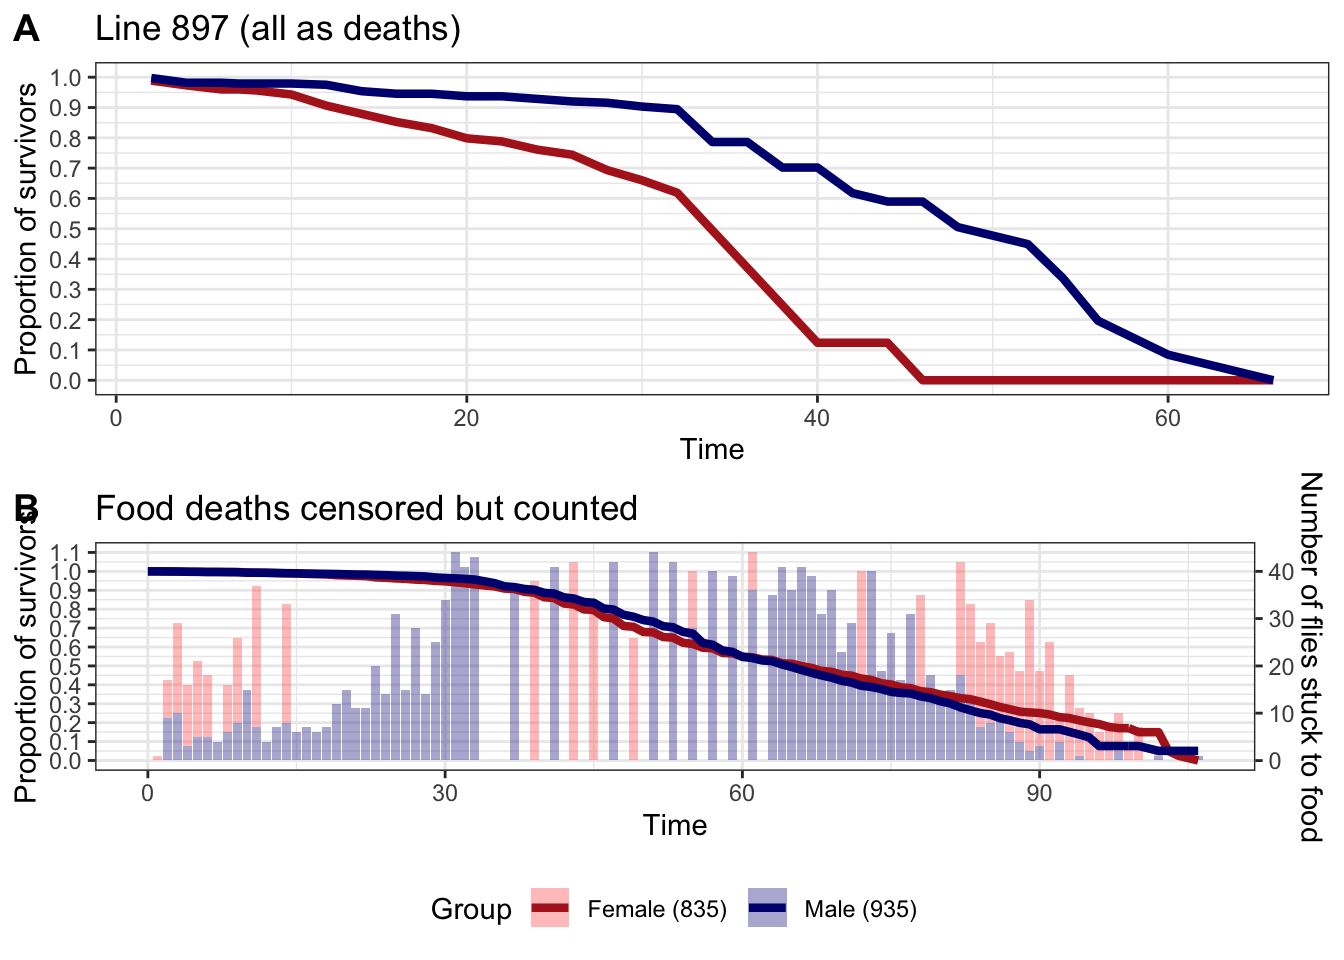 A Line 897 (all as deaths)
Proportion of survivors
1.0
0.9
0.8
0.7
0.6
0.5
0.4
0.3
0.2
0.1
0.0
0 20 40 60
Time
B Food deaths censored but counted
Proportion of survivors
1.1
1.0
0.9
0.8
0.7
0.6
0.5
0.4
0.3
0.2
0.1
0.0
40
30
20
10
0
Number of flies stuck to food
0 30 60 90
Time
Group Female (835) Male (935)